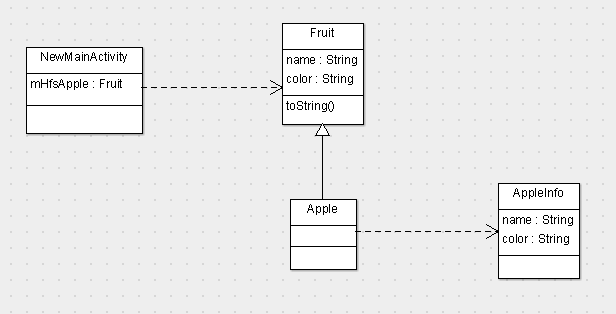 NewMainActivity
mHfsApple : Fruit
Fruit
name : String
color : String
toString()
Apple
AppleInfo
name : String
color : String